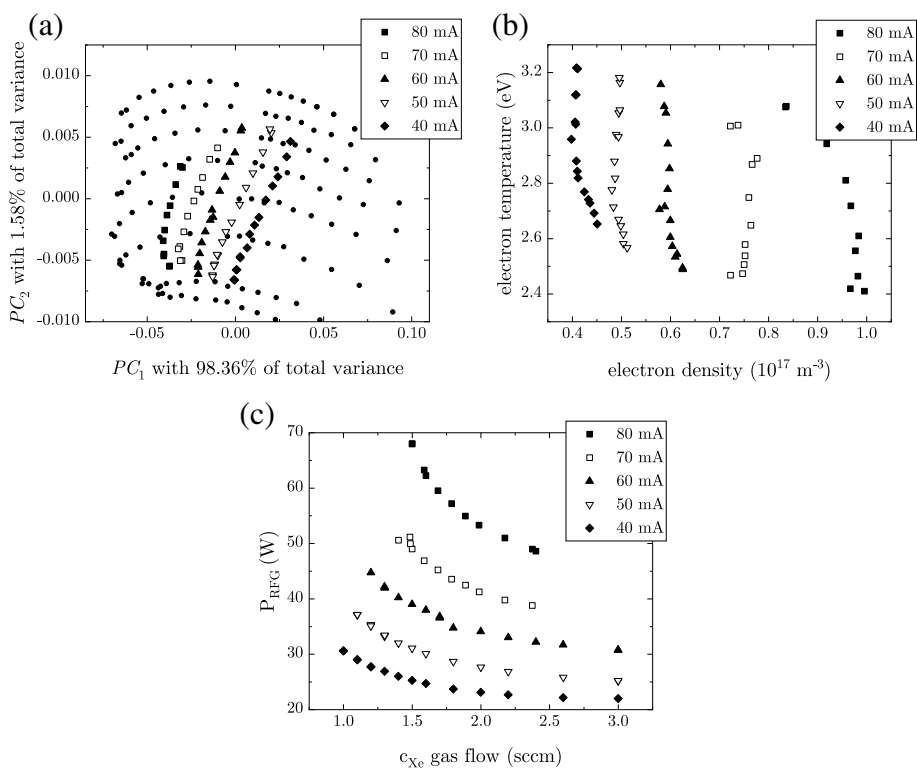 (a)
80 mA
70 mA
60 mA
50 mA
40 mA
0.010
0.005
0.000
-0.005
-0.010
-0.05
0.00
0.05
0.10
PC₂ with 1.58% of total variance
PC₁ with 98.36% of total variance
(b)
80 mA
70 mA
60 mA
50 mA
40 mA
3.2
3.0
2.8
2.6
2.4
0.4
0.5
0.6
0.7
0.8
0.9
1.0
electron temperature (eV)
electron density (10¹⁷ m⁻³)
(c)
80 mA
70 mA
60 mA
50 mA
40 mA
70
60
50
40
30
20
1.0
1.5
2.0
2.5
3.0
P_RFG (W)
c_Xe gas flow (sccm)